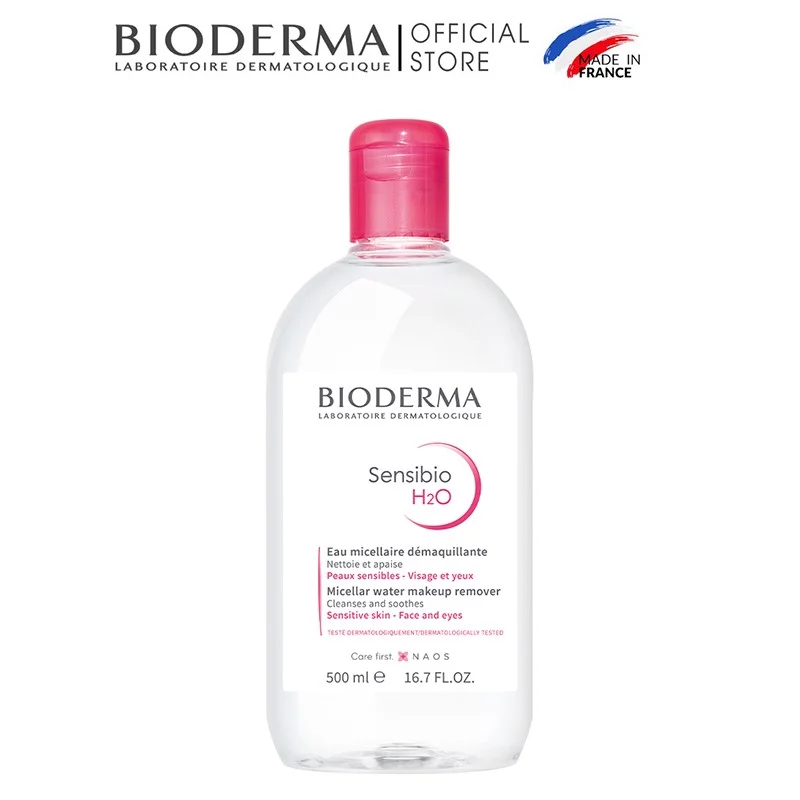 BIODERMA
LABORATOIRE DERMATOLOGIQUE
OFFICIAL
STORE
MADE IN
FRANCE
BIODERMA
LABORATOIRE DERMATOLOGIQUE
Sensibio
H2O
Eau micellaire démaquillante
Nettoie et apaise
Peaux sensibles - Visage et yeux
Micellar water makeup remover
Cleanses and soothes
Sensitive skin - Face and eyes
TESTÉ DERMATOLOGIQUEMENT/DERMATOLOGICALLY TESTED
Care first. NAOS
500 ml ℮ 16.7 FL.OZ.